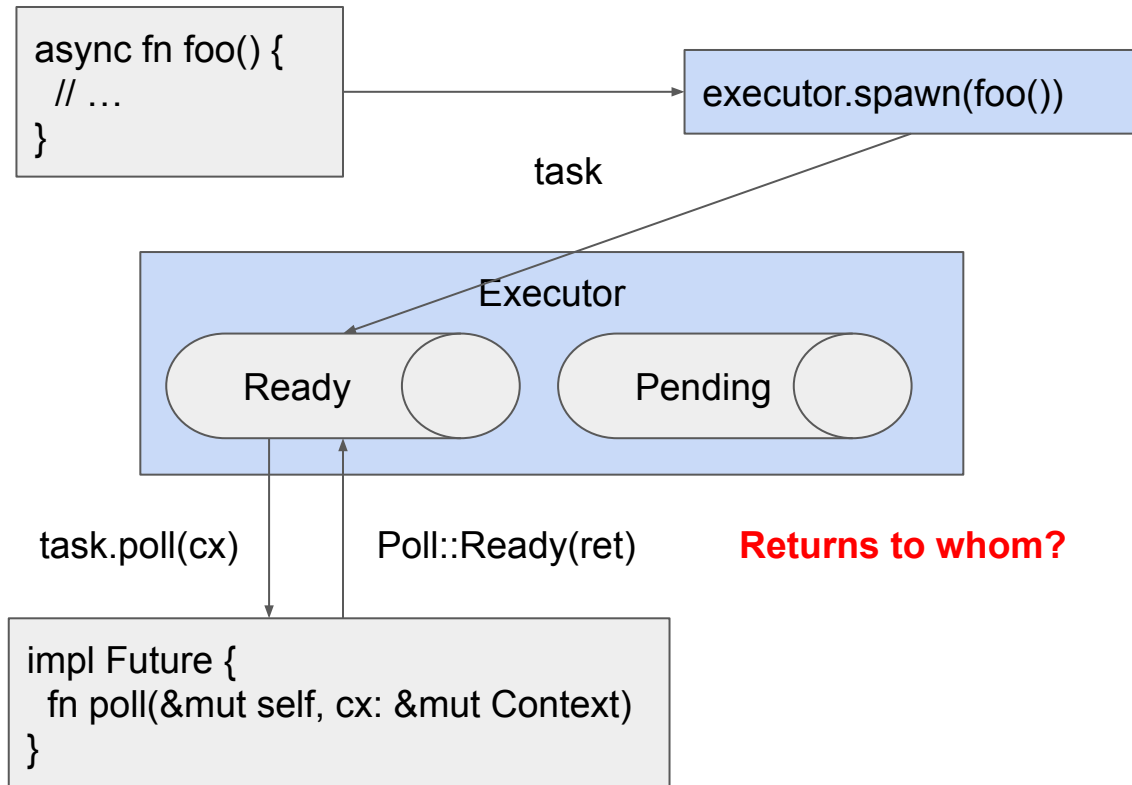 async fn foo() {
// …
}
executor.spawn(foo())
task
Executor
Ready
Pending
task.poll(cx)
Poll::Ready(ret)
Returns to whom?
impl Future {
fn poll(&mut self, cx: &mut Context)
}